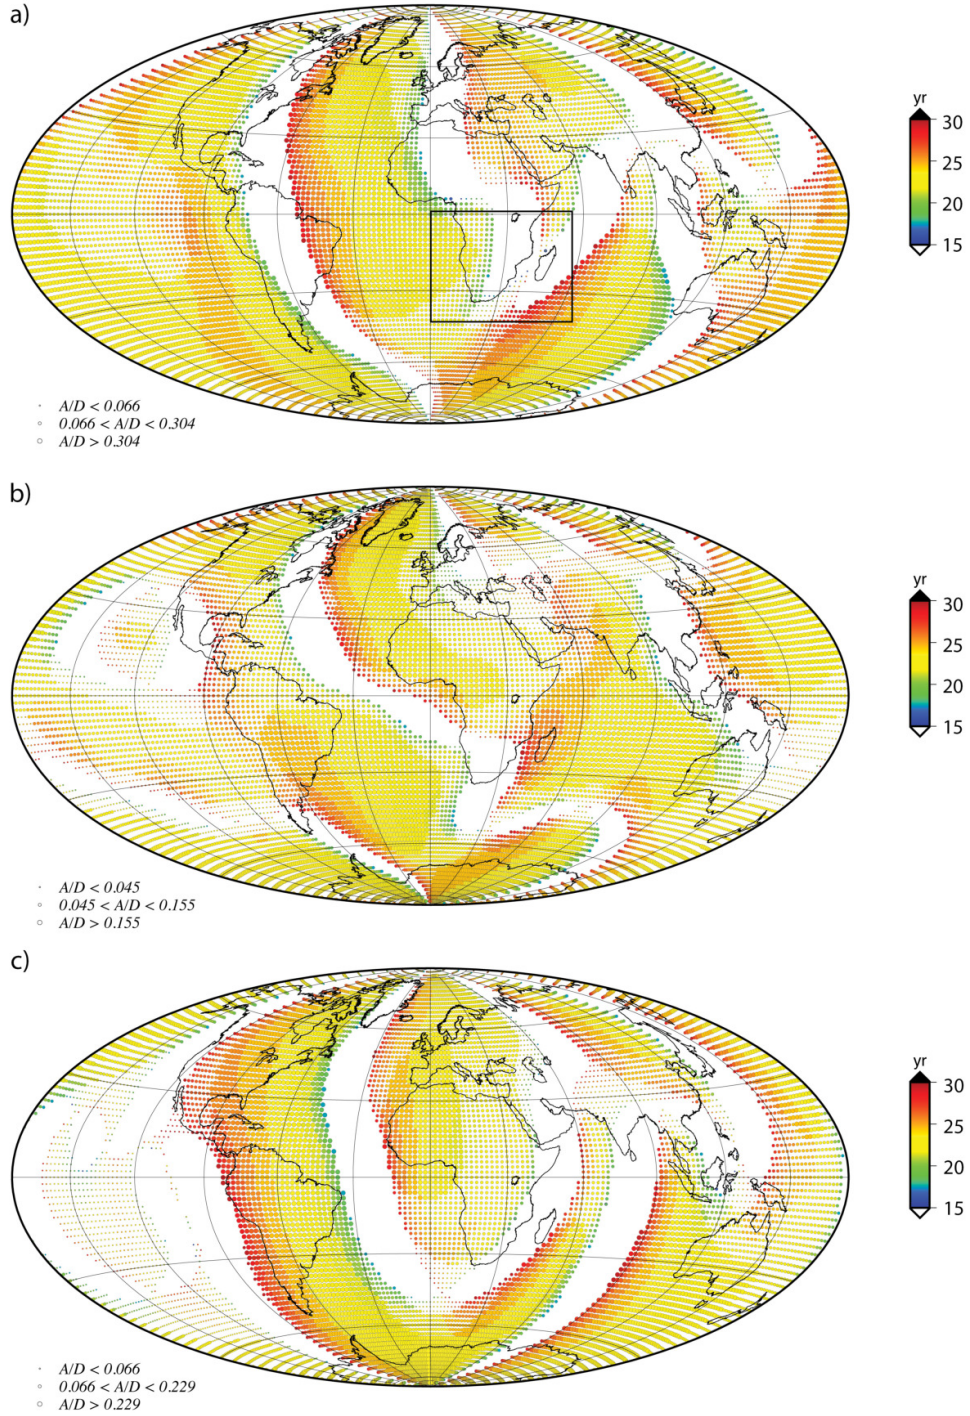 a)
yr
30
25
20
15
A/D < 0.066
0.066 < A/D < 0.304
A/D > 0.304
b)
yr
30
25
20
15
A/D < 0.045
0.045 < A/D < 0.155
A/D > 0.155
c)
yr
30
25
20
15
A/D < 0.066
0.066 < A/D < 0.229
A/D > 0.229